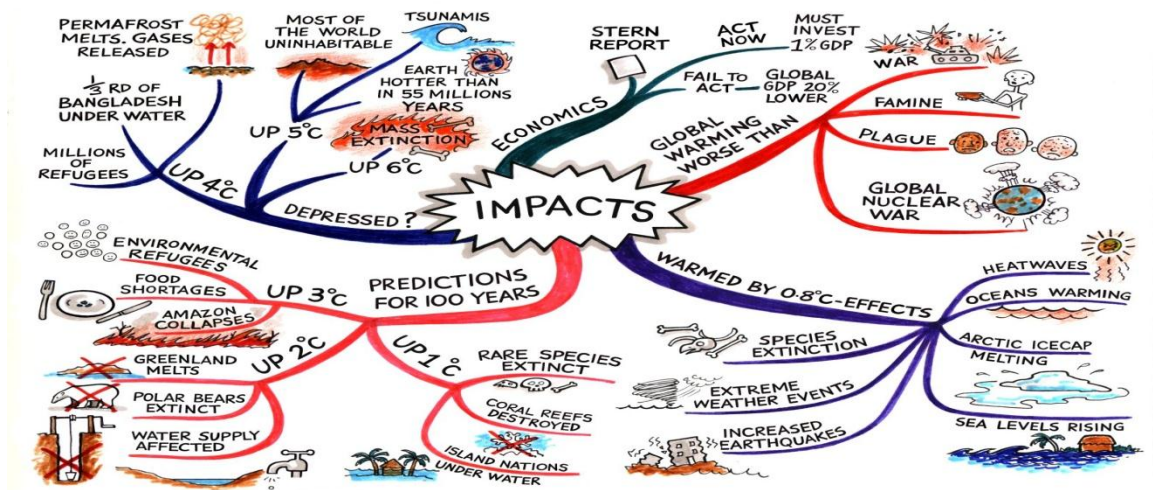 IMPACTS
ECONOMICS
STERN
REPORT
ACT
NOW
MUST
INVEST
1% GDP
FAIL TO
ACT
GLOBAL
GDP 20%
LOWER
GLOBAL
WARMING
WORSE THAN
WAR
FAMINE
PLAGUE
GLOBAL
NUCLEAR
WAR
WARMED BY 0.8°C-EFFECTS
HEATWAVES
OCEANS WARMING
ARCTIC ICECAP
MELTING
SEA LEVELS RISING
SPECIES
EXTINCTION
EXTREME
WEATHER EVENTS
INCREASED
EARTHQUAKES
PREDICTIONS
FOR 100 YEARS
UP 1°C
RARE SPECIES
EXTINCT
CORAL REEFS
DESTROYED
ISLAND NATIONS
UNDER WATER
UP 2°C
GREENLAND
MELTS
POLAR BEARS
EXTINCT
WATER SUPPLY
AFFECTED
UP 3°C
ENVIRONMENTAL
REFUGEES
FOOD
SHORTAGES
AMAZON
COLLAPSES
DEPRESSED?
UP 4°C
MILLIONS
OF
REFUGEES
1/3 RD OF
BANGLADESH
UNDER WATER
PERMAFROST
MELTS. GASES
RELEASED
UP 5°C
MOST OF
THE WORLD
UNINHABITABLE
TSUNAMIS
EARTH
HOTTER THAN
IN 55 MILLIONS
YEARS
UP 6°C
MASS
EXTINCTION